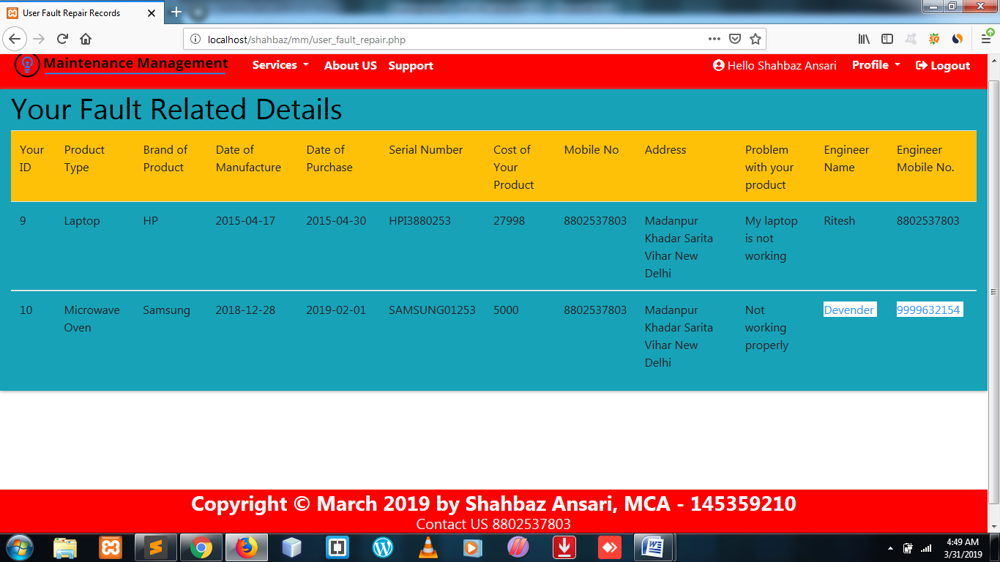 User Fault Repair Records
localhost/shahbaz/mm/user_fault_repair.php
Maintenance Management Services About US Support Hello Shahbaz Ansari Profile Logout
Your Fault Related Details
Your ID
Product Type
Brand of Product
Date of Manufacture
Date of Purchase
Serial Number
Cost of Your Product
Mobile No
Address
Problem with your product
Engineer Name
Engineer Mobile No.
9
Laptop
HP
2015-04-17
2015-04-30
HPI3880253
27998
8802537803
Madanpur
Khadar Sarita
Vihar New
Delhi
My laptop
is not
working
Ritesh
8802537803
10
Microwave
Oven
Samsung
2018-12-28
2019-02-01
SAMSUNG01253
5000
8802537803
Madanpur
Khadar Sarita
Vihar New
Delhi
Not
working
properly
Devender
9999632154
Copyright © March 2019 by Shahbaz Ansari, MCA - 145359210
Contact US 8802537803
4:49 AM
3/31/2019